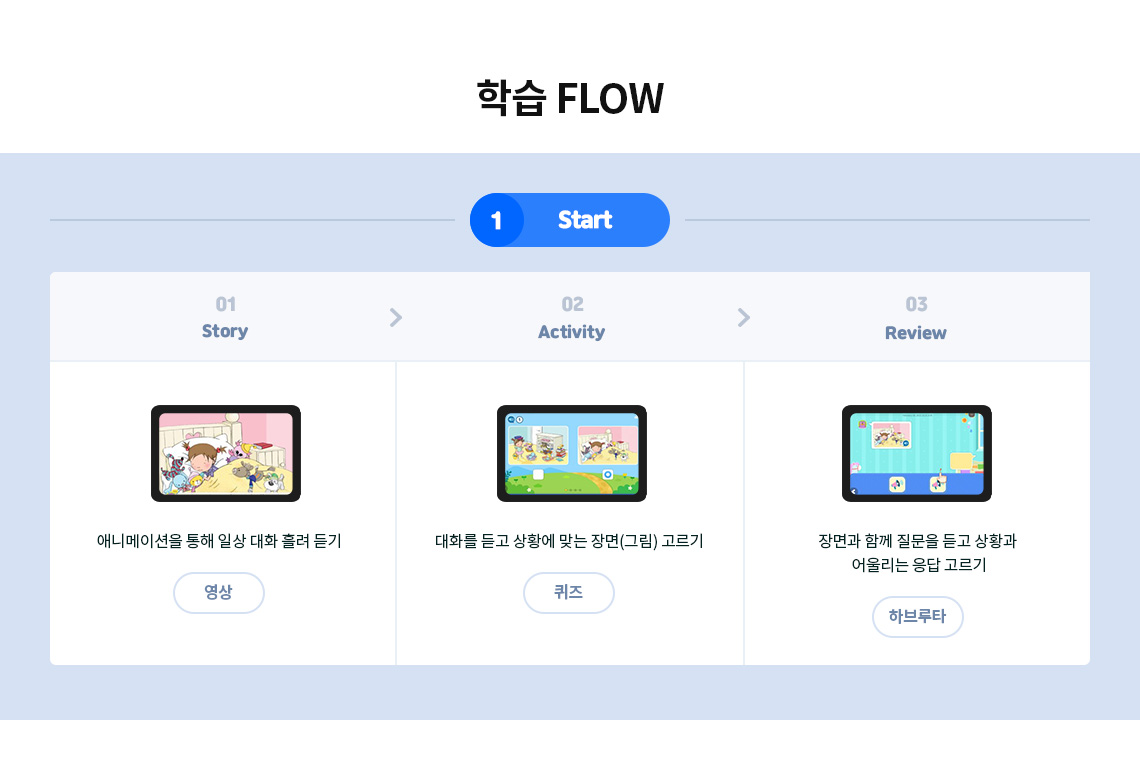 학습 FLOW
1 Start
01
Story
02
Activity
03
Review
애니메이션을 통해 일상 대화 흘려 듣기
영상
대화를 듣고 상황에 맞는 장면(그림) 고르기
퀴즈
장면과 함께 질문을 듣고 상황과
어울리는 응답 고르기
하브루타